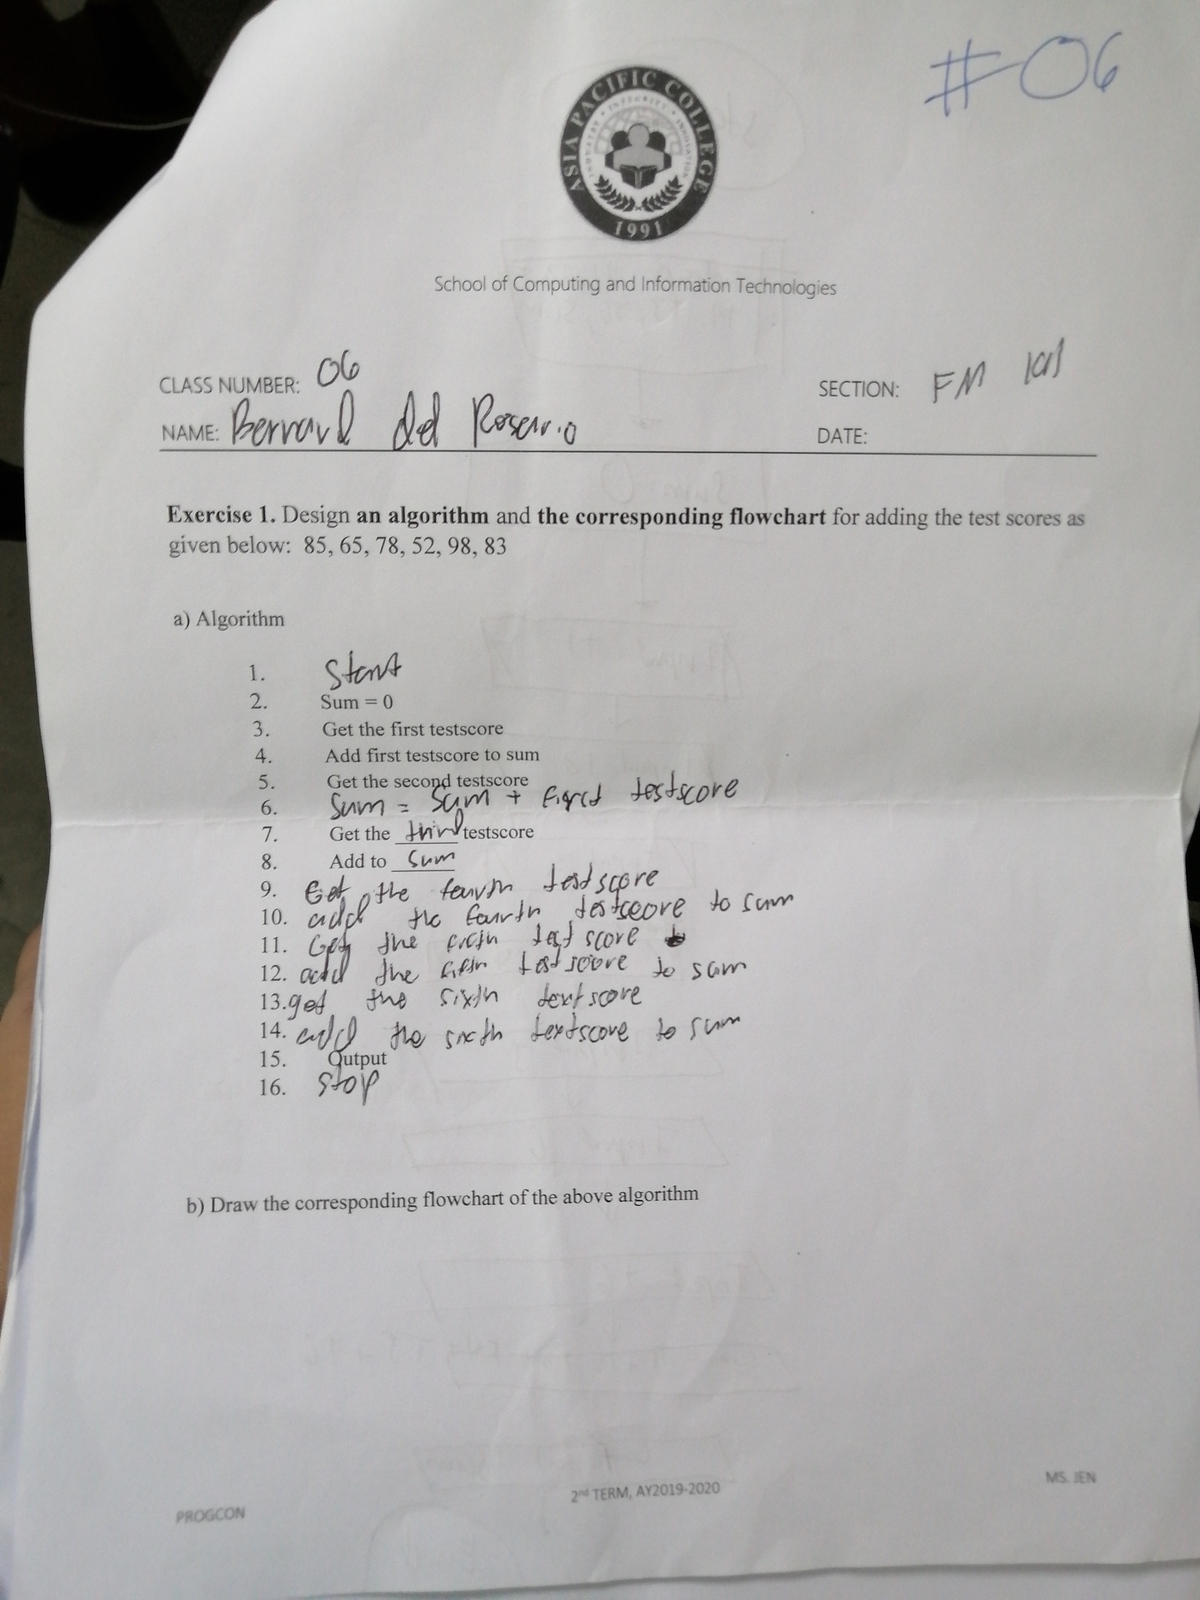 #06
ASIA PACIFIC COLLEGE
1991
School of Computing and Information Technologies
CLASS NUMBER: 06
SECTION: FM
NAME: Bernard del Rosario
DATE:
Exercise 1. Design an algorithm and the corresponding flowchart for adding the test scores as
given below: 85, 65, 78, 52, 98, 83
a) Algorithm
1. Start
2. Sum = 0
3. Get the first testscore
4. Add first testscore to sum
5. Get the second testscore
6. Sum = Sum + first testscore
7. Get the third testscore
8. Add to sum
9. Get the fourth testscore
10. add the fourth testscore to sum
11. Get the fifth test score
12. add the fifth testscore to sum
13. get the sixth textscore
14. add the sixth textscore to sum
15. Output
16. stop
b) Draw the corresponding flowchart of the above algorithm
PROGCON
2nd TERM, AY2019-2020
MS. JEN